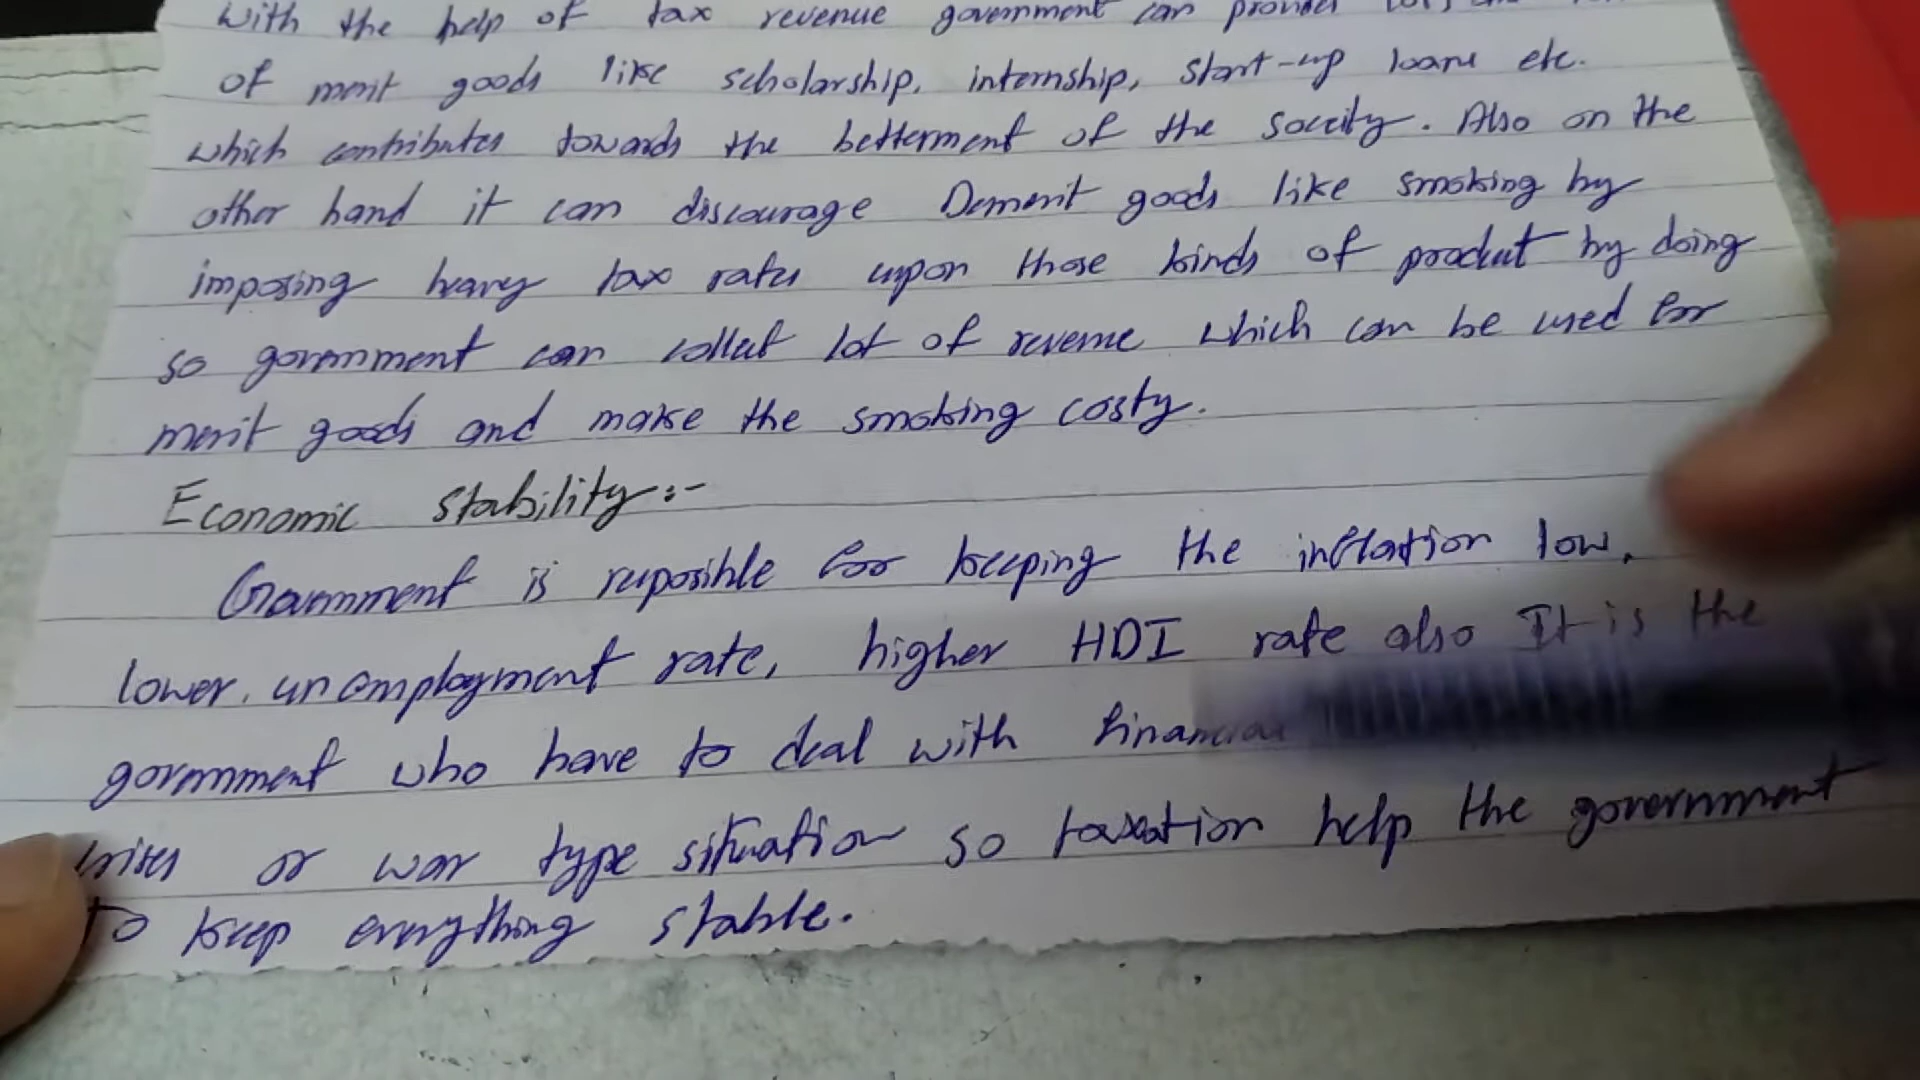 with the help of tax revenue government can
of merit goods like scholarship, internship, start-up loans etc.
which contributes towards the betterment of the soceity. Also on the
other hand it can discourage Demerit goods like smoking by
imposing heavy tax rates upon those kinds of product by doing
so government can collect lot of revenue which can be used for
merit goods and make the smoking costy.
Economic stability:-
Government is reposible for keeping the inflation low,
lower unemployment rate, higher HDI rate also It is the
government who have to deal with financial
crises or war type situation so taxation help the government
to keep everything stable.